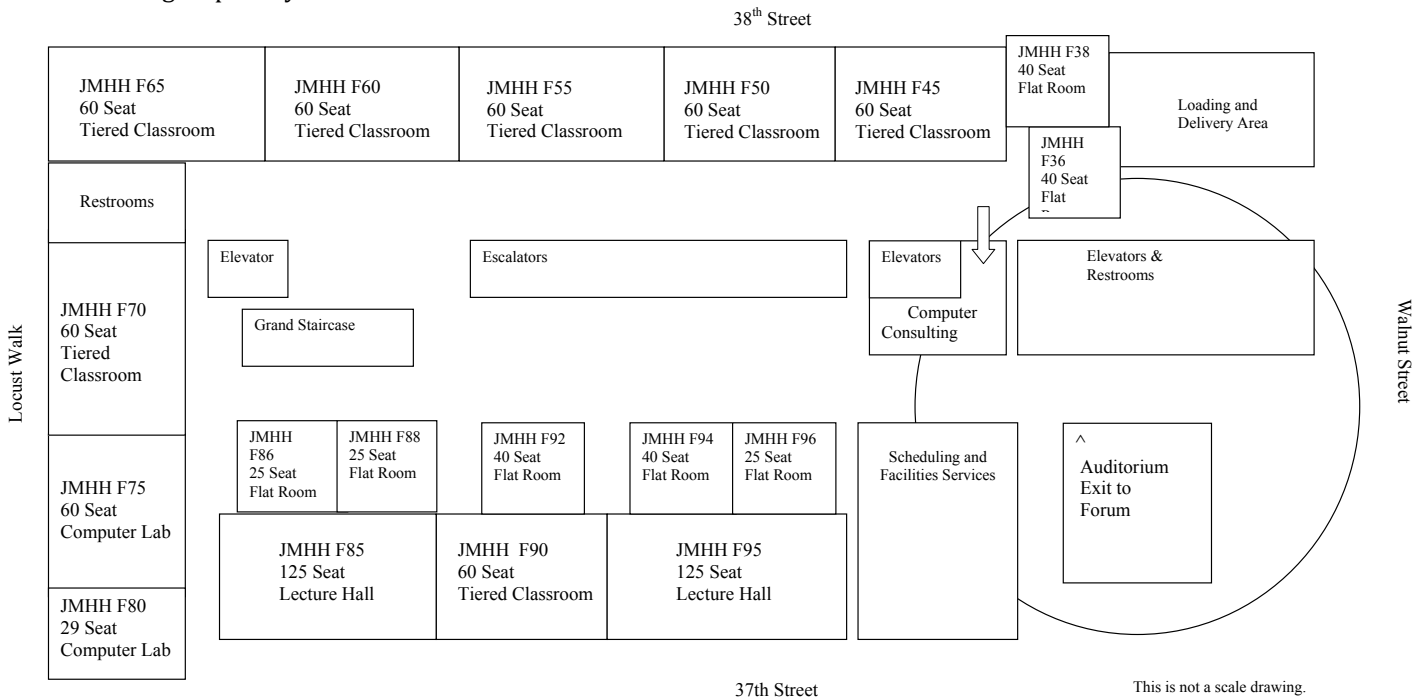 38th Street
JMHH F65
60 Seat
Tiered Classroom
JMHH F60
60 Seat
Tiered Classroom
JMHH F55
60 Seat
Tiered Classroom
JMHH F50
60 Seat
Tiered Classroom
JMHH F45
60 Seat
Tiered Classroom
JMHH F38
40 Seat
Flat Room
Loading and
Delivery Area
JMHH
F36
40 Seat
Flat
Restrooms
Elevator
Escalators
Elevators
Computer
Consulting
Elevators &
Restrooms
Grand Staircase
Locust Walk
JMHH F70
60 Seat
Tiered
Classroom
Walnut Street
JMHH
F86
25 Seat
Flat Room
JMHH F88
25 Seat
Flat Room
JMHH F92
40 Seat
Flat Room
JMHH F94
40 Seat
Flat Room
JMHH F96
25 Seat
Flat Room
Scheduling and
Facilities Services
^
Auditorium
Exit to
Forum
JMHH F75
60 Seat
Computer Lab
JMHH F85
125 Seat
Lecture Hall
JMHH F90
60 Seat
Tiered Classroom
JMHH F95
125 Seat
Lecture Hall
JMHH F80
29 Seat
Computer Lab
37th Street
This is not a scale drawing.